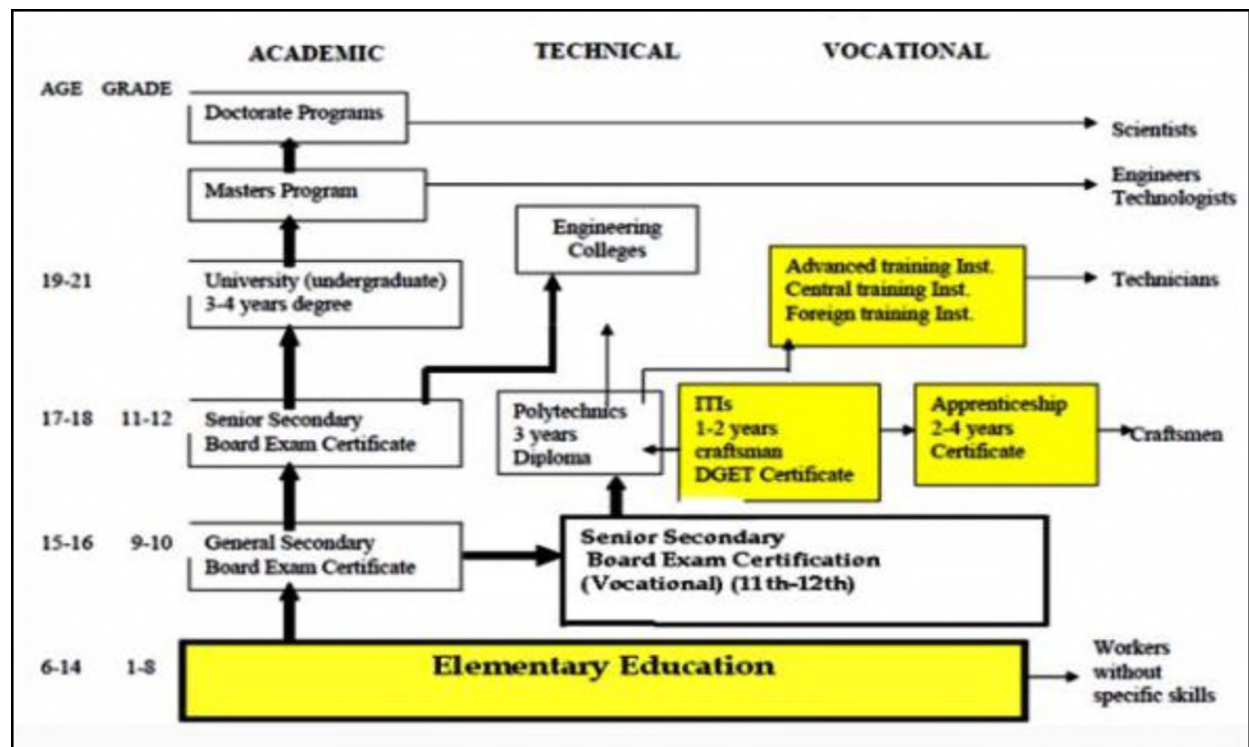 ACADEMIC TECHNICAL VOCATIONAL
AGE GRADE
Doctorate Programs
Scientists
Masters Program
Engineers
Technologists
Engineering
Colleges
19-21
University (undergraduate)
3-4 years degree
Advanced training Inst.
Central training Inst.
Foreign training Inst.
Technicians
17-18 11-12
Senior Secondary
Board Exam Certificate
Polytechnics
3 years
Diploma
ITIs
1-2 years
craftsman
DGET Certificate
Apprenticeship
2-4 years
Certificate
Craftsmen
15-16 9-10
General Secondary
Board Exam Certificate
Senior Secondary
Board Exam Certification
(Vocational) (11th-12th)
6-14 1-8
Elementary Education
Workers
without
specific skills